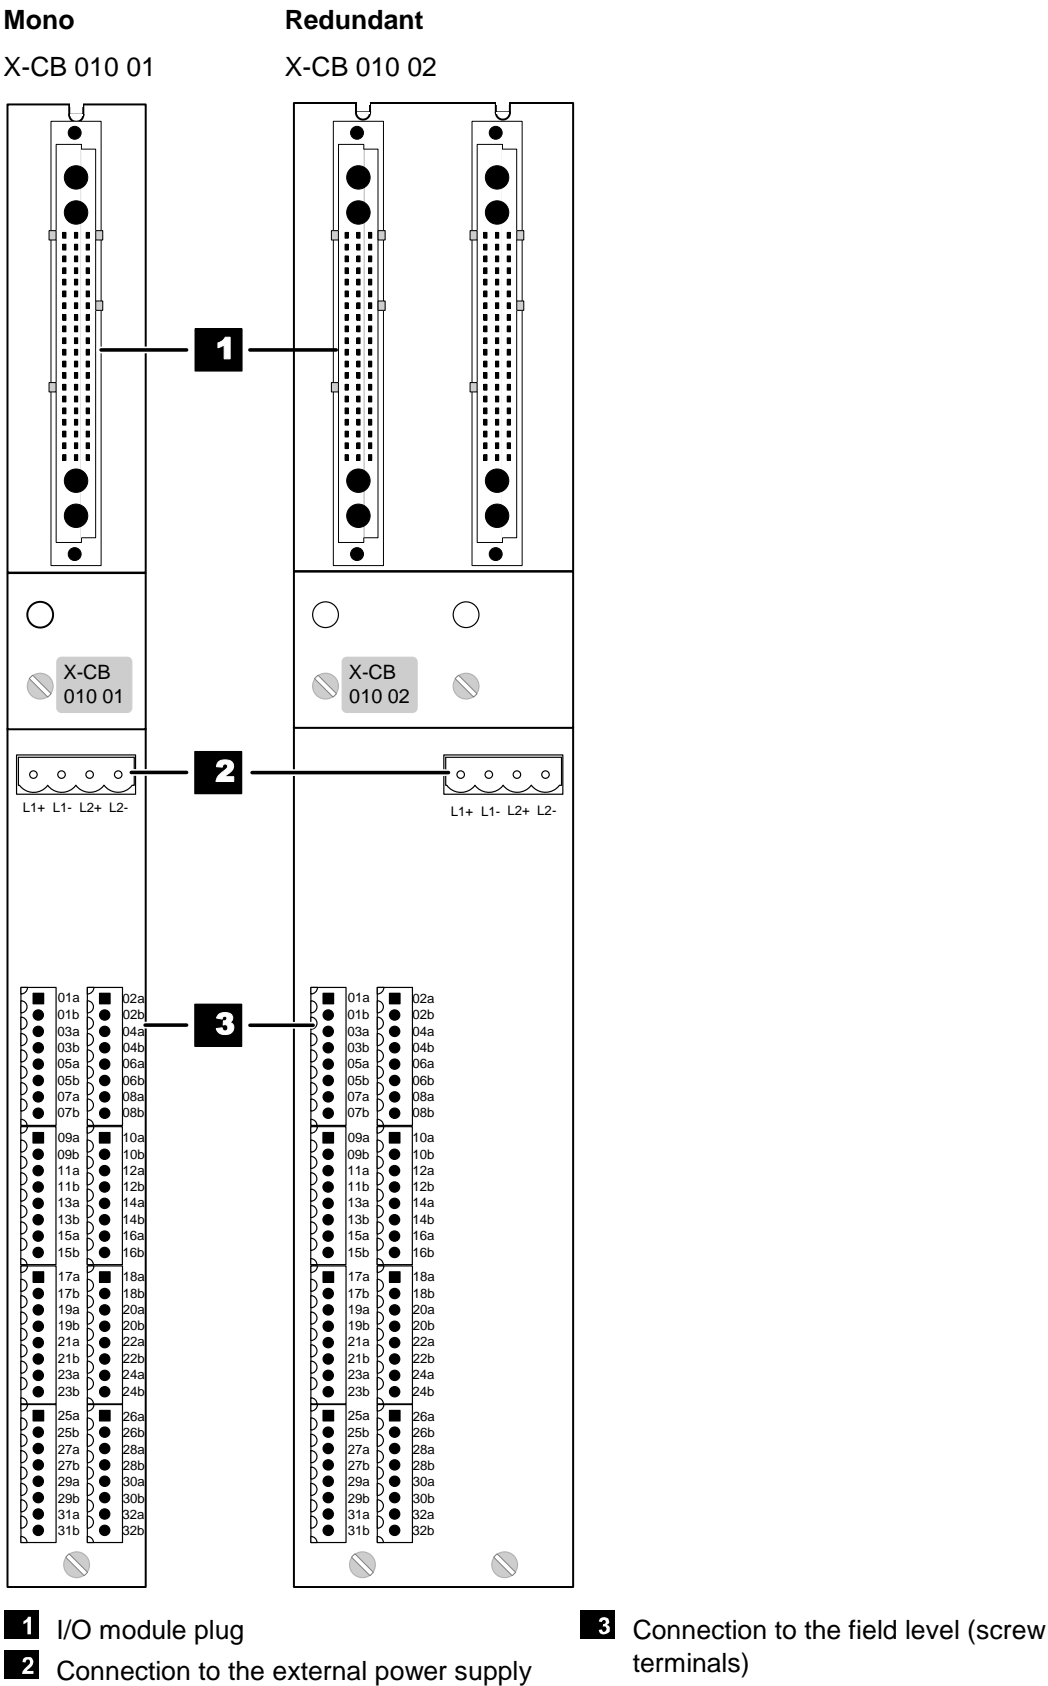 Mono
Redundant
X-CB 010 01
X-CB 010 02
1
X-CB
010 01
X-CB
010 02
2
L1+ L1- L2+ L2-
L1+ L1- L2+ L2-
3
01a 02a 01a 02a
01b 02b 01b 02b
03a 04a 03a 04a
03b 04b 03b 04b
05a 06a 05a 06a
05b 06b 05b 06b
07a 08a 07a 08a
07b 08b 07b 08b
09a 10a 09a 10a
09b 10b 09b 10b
11a 12a 11a 12a
11b 12b 11b 12b
13a 14a 13a 14a
13b 14b 13b 14b
15a 16a 15a 16a
15b 16b 15b 16b
17a 18a 17a 18a
17b 18b 17b 18b
19a 20a 19a 20a
19b 20b 19b 20b
21a 22a 21a 22a
21b 22b 21b 22b
23a 24a 23a 24a
23b 24b 23b 24b
25a 26a 25a 26a
25b 26b 25b 26b
27a 28a 27a 28a
27b 28b 27b 28b
29a 30a 29a 30a
29b 30b 29b 30b
31a 32a 31a 32a
31b 32b 31b 32b
1 I/O module plug
2 Connection to the external power supply
3 Connection to the field level (screw
terminals)